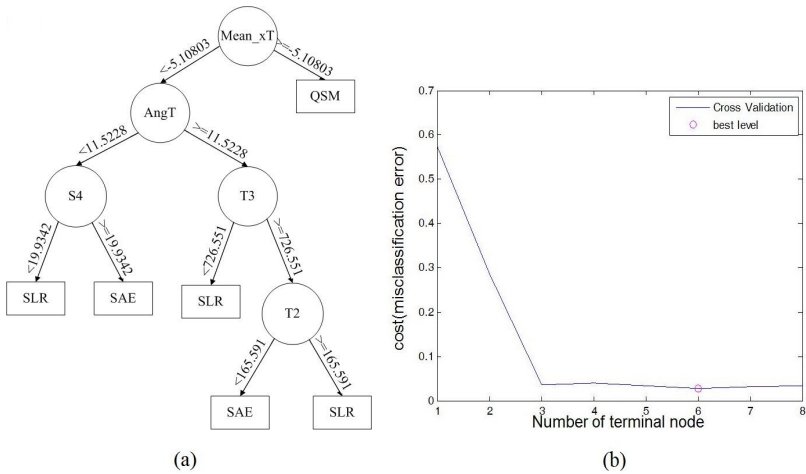 Mean_xT
<-5.10803
>=-5.10803
QSM
AngT
<11.5228
>=11.5228
S4
T3
<19.9342
>=19.9342
<726.551
>=726.551
SLR
SAE
SLR
T2
<165.591
>=165.591
SAE
SLR
(a)
0.7
0.6
0.5
0.4
0.3
0.2
0.1
0
cost(misclassification error)
Cross Validation
best level
1 2 3 4 5 6 7 8
Number of terminal node
(b)